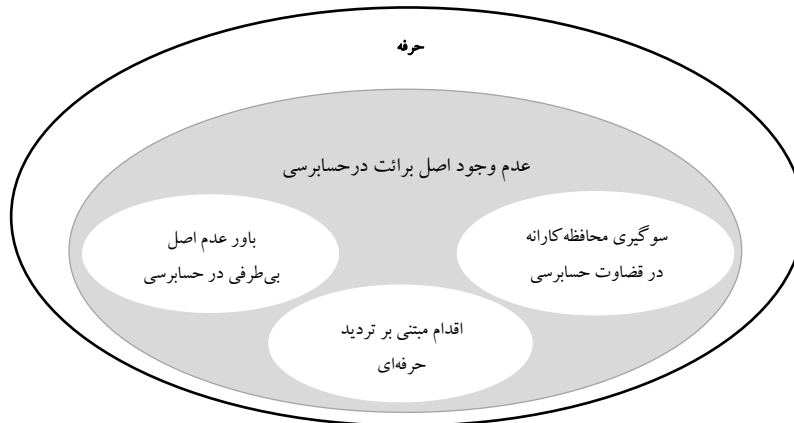 حرفه
عدم وجود اصل برائت درحسابرسی
سوگیری محافظه‌کارانه
در قضاوت حسابرسی
باور عدم اصل
بی‌طرفی در حسابرسی
اقدام مبتنی بر تردید
حرفه‌ای